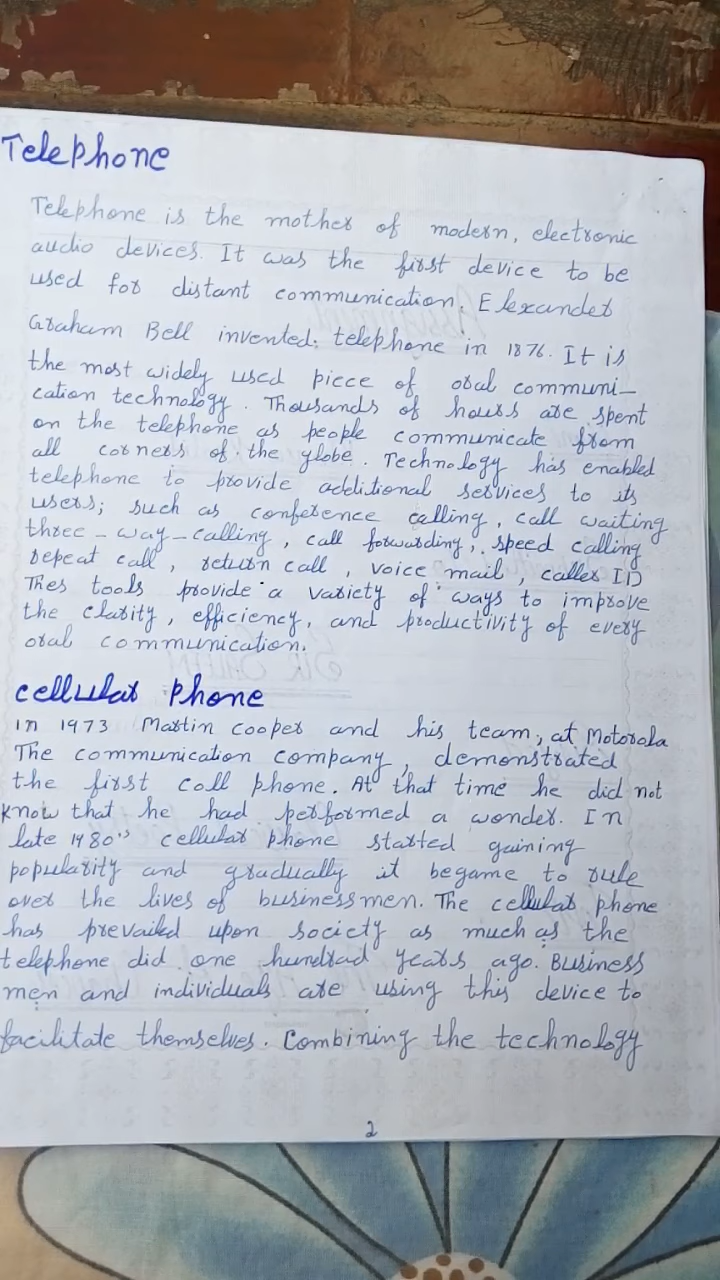 Telephone
Telephone is the mother of modern, electronic
audio devices. It was the first device to be
used for distant communication, Elexander
Graham Bell invented telephone in 1876. It is
the most widely used piece of oral communi-
cation technology. Thousands of hours are spent
on the telephone as people communicate from
all corners of the globe. Technology has enabled
telephone to provide additional services to its
users; such as conference calling, call waiting
three-way-calling, call forwarding, speed calling
repeat call, return call, voice mail, caller ID
Thes tools provide a variety of ways to improve
the clarity, efficiency, and productivity of every
oral communication.
cellular phone
in 1973 Martin cooper and his team, at Motorola
The communication company, demonstrated
the first coll phone. At that time he did not
know that he had performed a wonder. In
late 1980's cellular phone started gaining
popularity and gradually it begame to rule
over the lives of businessmen. The cellular phone
has prevailed upon society as much as the
telephone did one hundrad years ago. Business
men and individuals are using this device to
facilitate themselves. Combining the technology
2